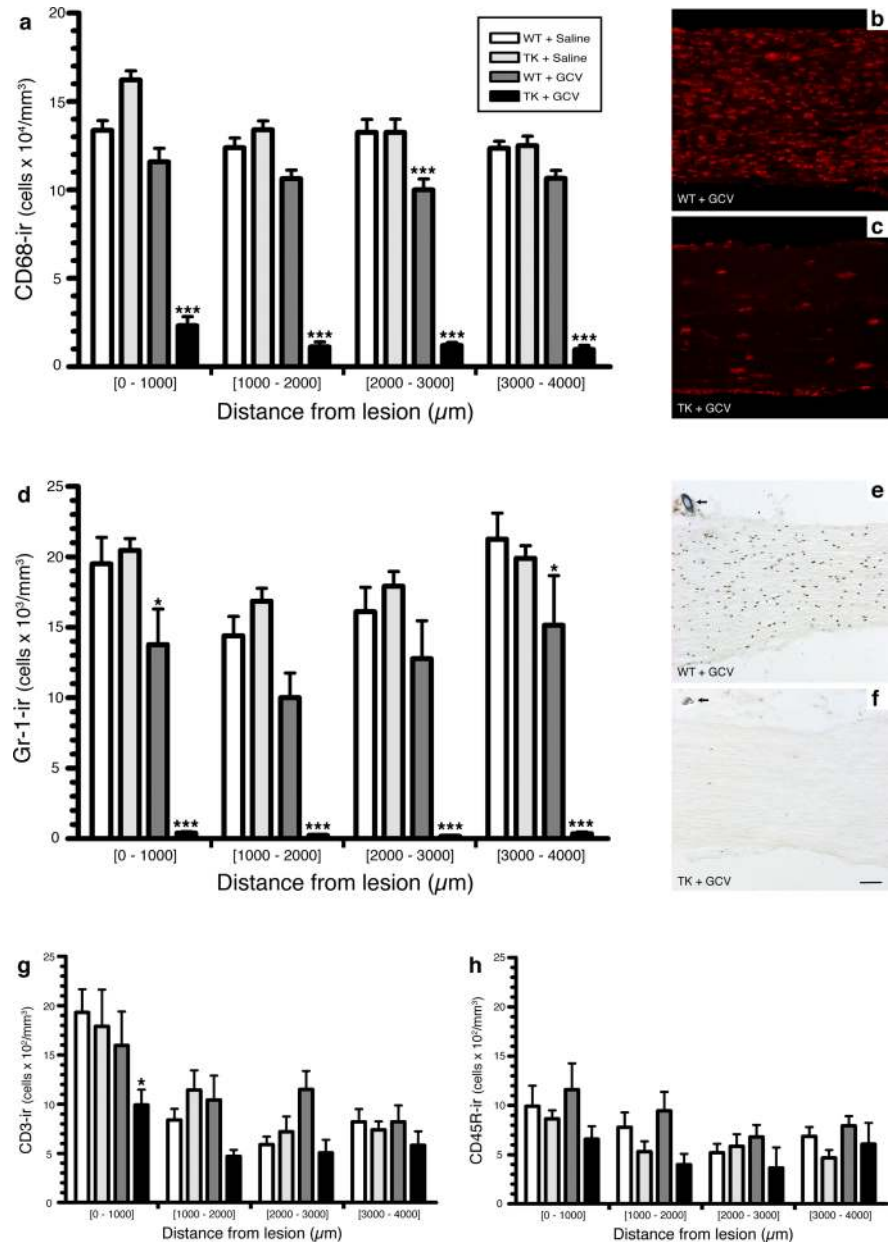 a
CD68-ir (cells x 10⁴/mm³)
20
15
10
5
0
WT + Saline
TK + Saline
WT + GCV
TK + GCV
***
***
***
***
***
[0 - 1000]
[1000 - 2000]
[2000 - 3000]
[3000 - 4000]
Distance from lesion (µm)
b
WT + GCV
c
TK + GCV
d
Gr-1-ir (cells x 10³/mm³)
25
20
15
10
5
0
*
***
***
***
*
***
[0 - 1000]
[1000 - 2000]
[2000 - 3000]
[3000 - 4000]
Distance from lesion (µm)
e
WT + GCV
f
TK + GCV
g
CD3-ir (cells x 10²/mm³)
25
20
15
10
5
0
*
[0 - 1000]
[1000 - 2000]
[2000 - 3000]
[3000 - 4000]
Distance from lesion (µm)
h
CD45R-ir (cells x 10²/mm³)
25
20
15
10
5
0
[0 - 1000]
[1000 - 2000]
[2000 - 3000]
[3000 - 4000]
Distance from lesion (µm)